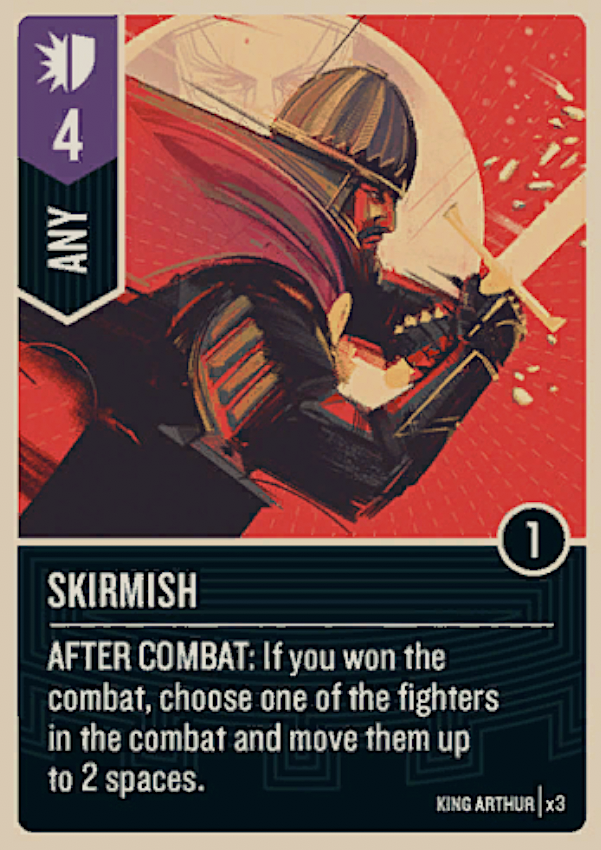 4
ANY
1
SKIRMISH
AFTER COMBAT: If you won the
combat, choose one of the fighters
in the combat and move them up
to 2 spaces.
KING ARTHUR | x3